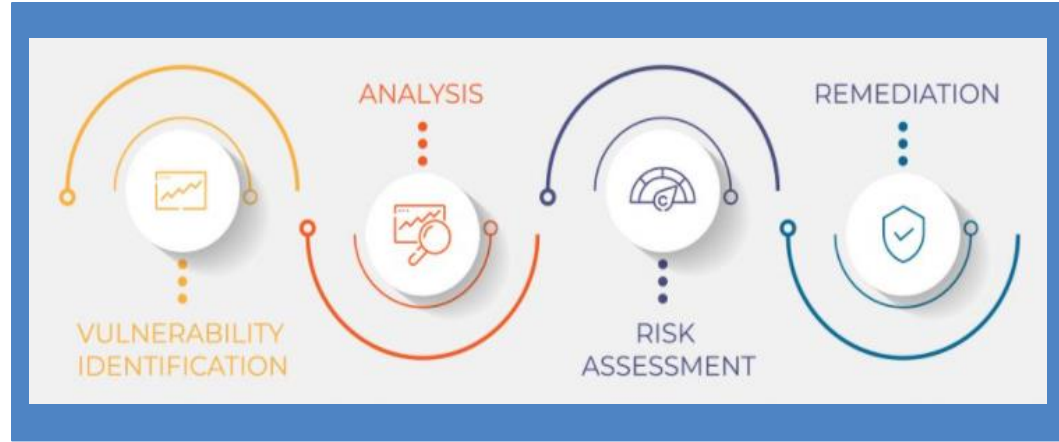 VULNERABILITY
IDENTIFICATION
ANALYSIS
RISK
ASSESSMENT
REMEDIATION
C